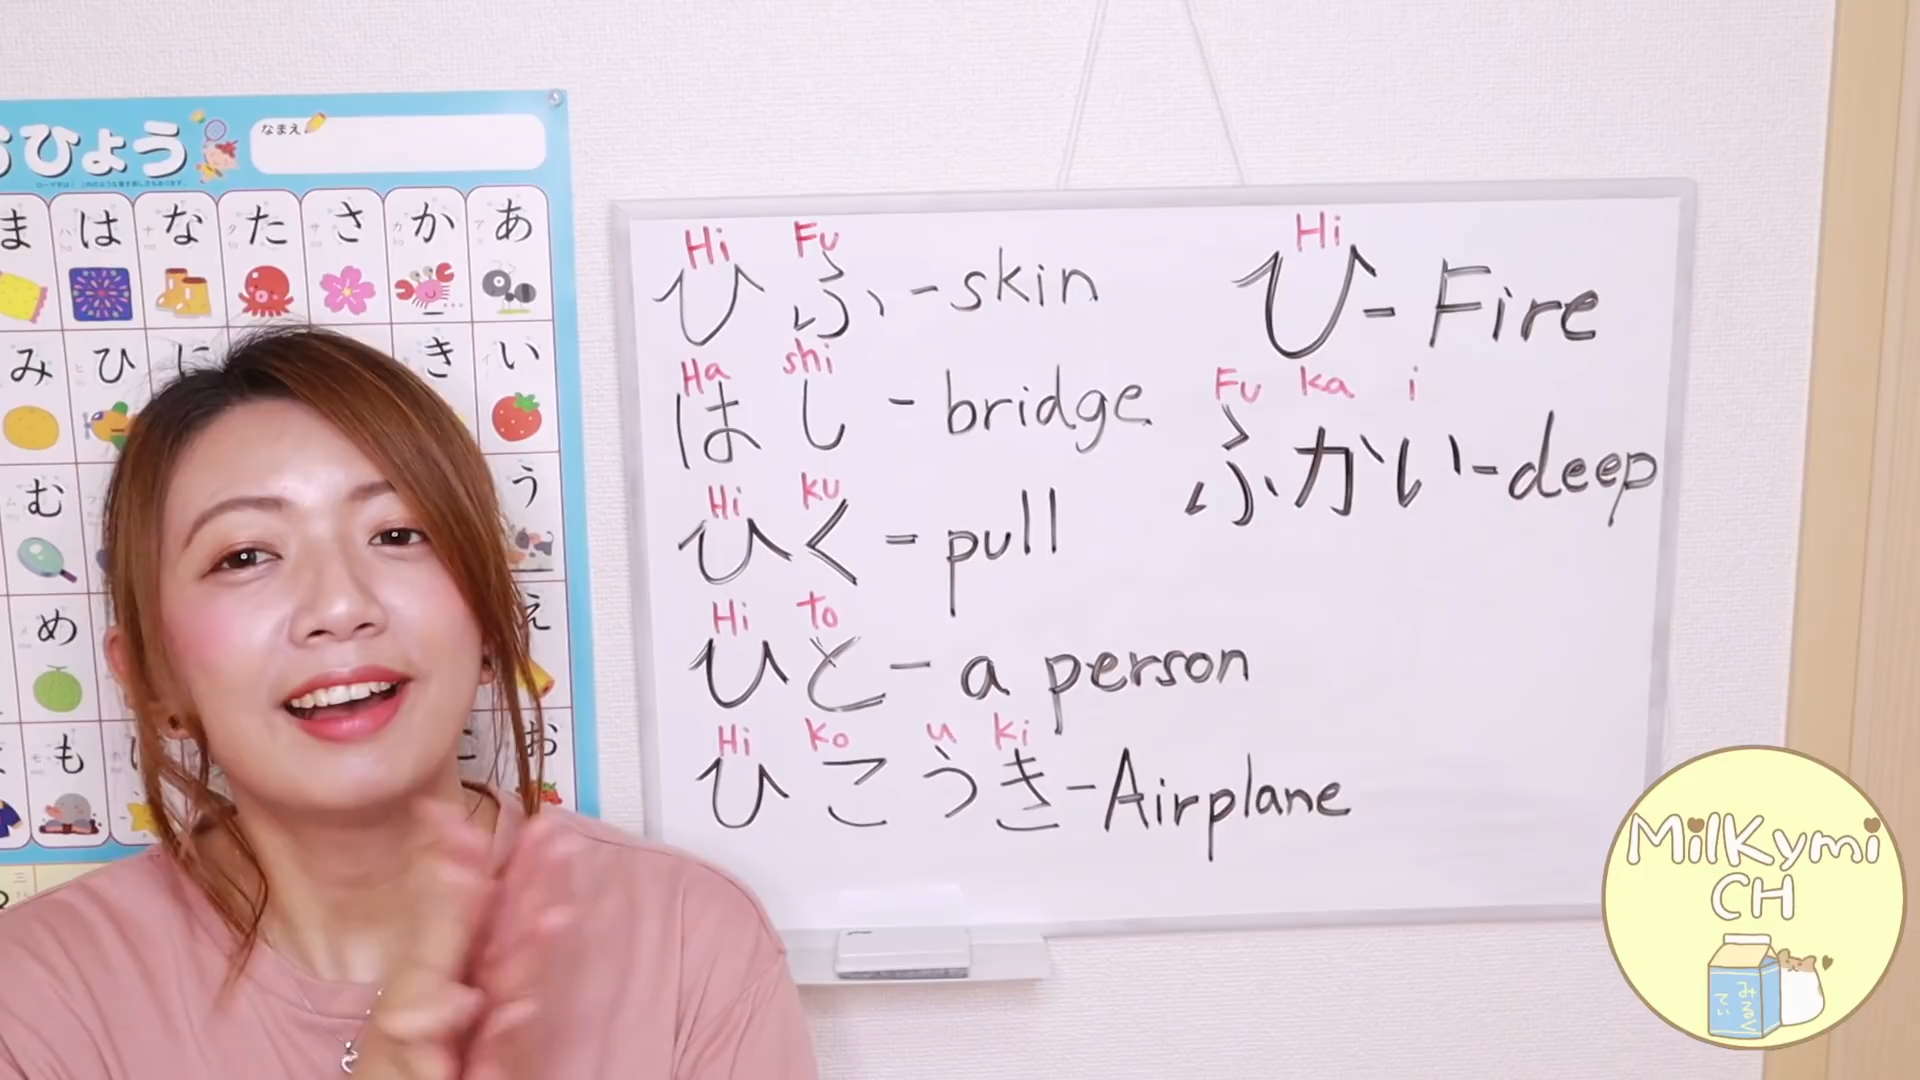 ひょう
なまえ
ま は な た さ か あ
み ひ き い
む う
め え
も お
Hi Fu
ひふ-skin
Ha shi
はし-bridge
Hi ku
ひく-pull
Hi to
ひと-a person
Hi ko u ki
ひこうき-Airplane
Hi
ひ-Fire
Fu ka i
ふかい-deep
MilKymi
CH
みるく
てぃ